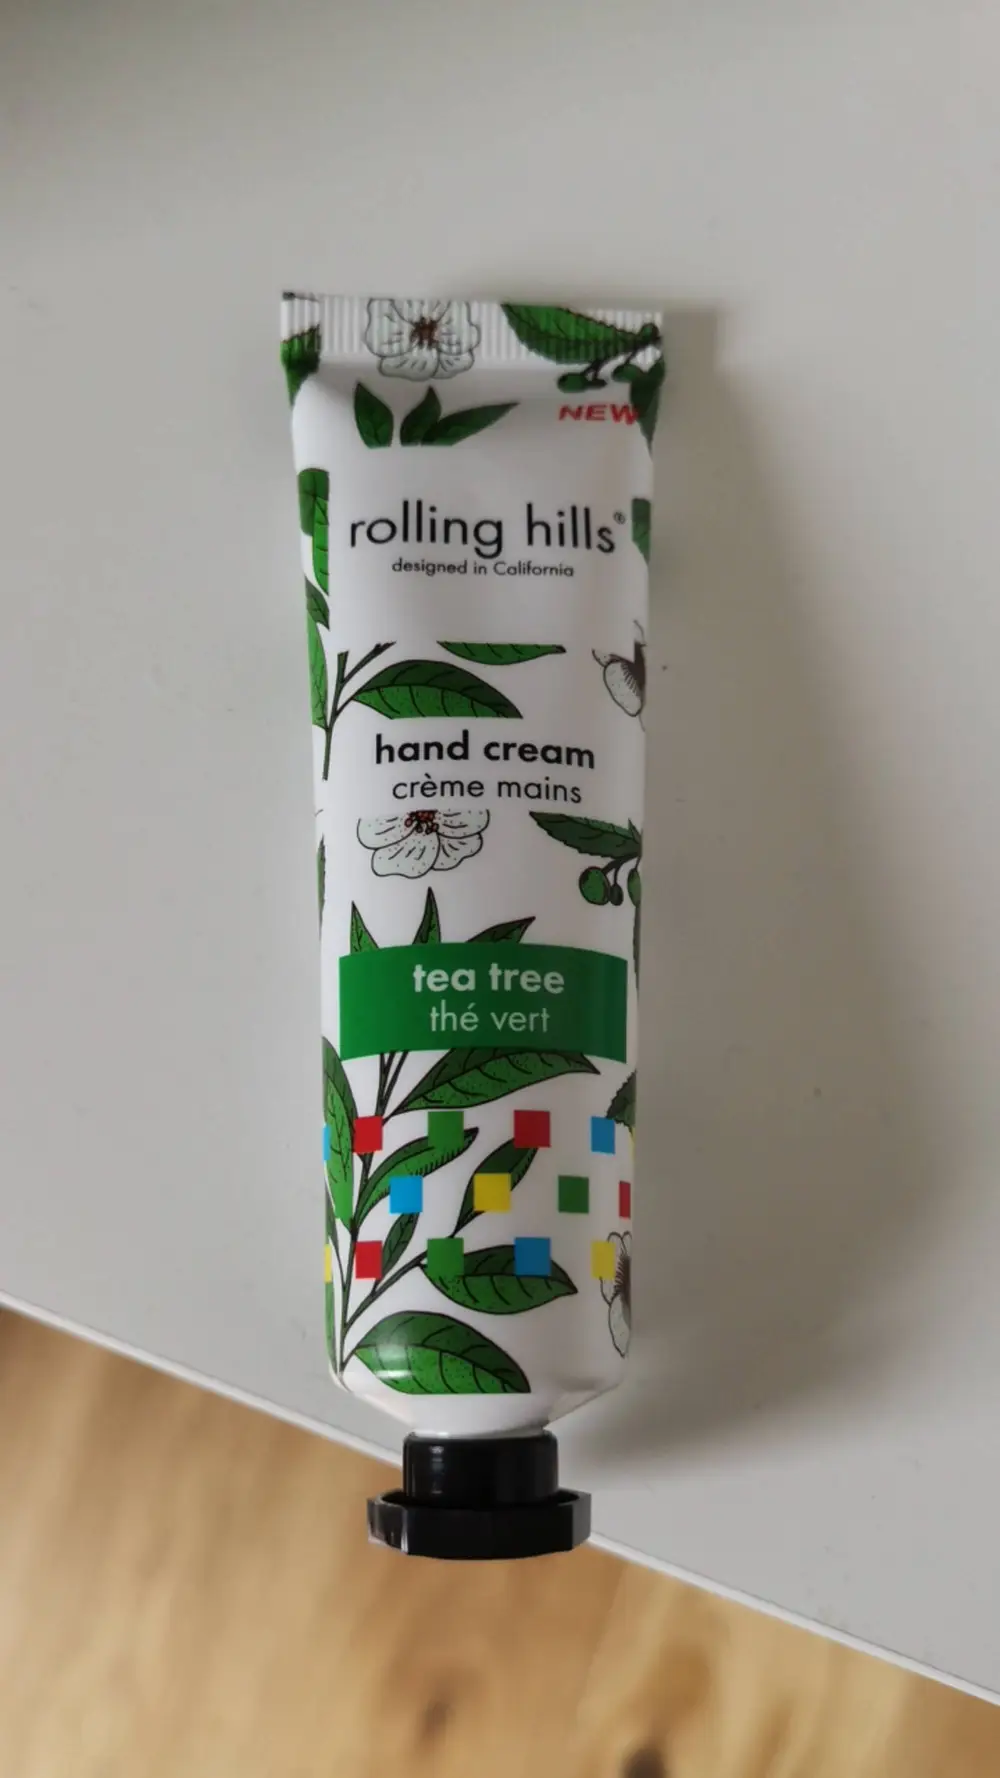 NEW
rolling hills®
designed in California
hand cream
crème mains
tea tree
thé vert